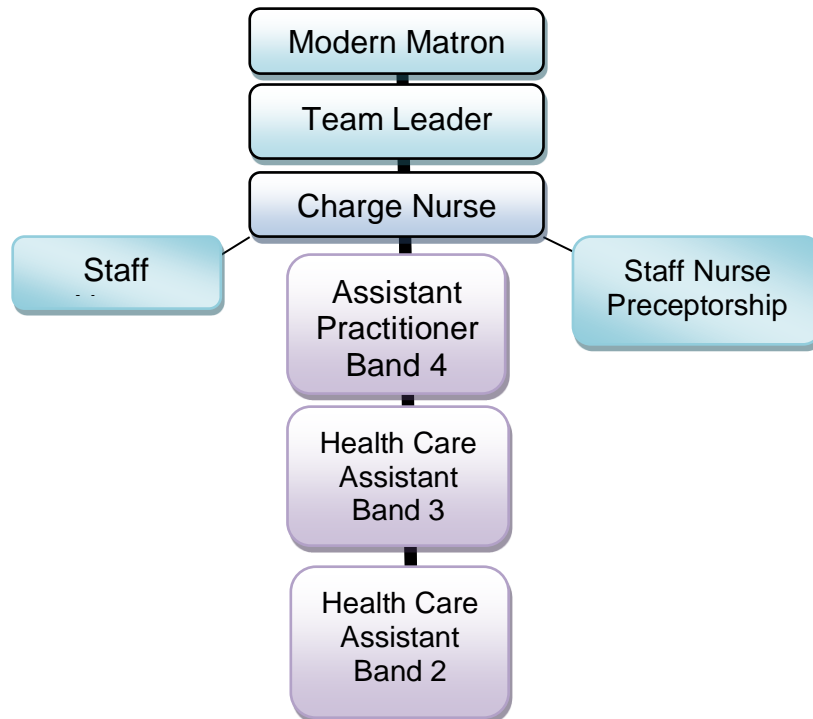 Modern Matron
Team Leader
Charge Nurse
Staff
Staff Nurse
Preceptorship
Assistant
Practitioner
Band 4
Health Care
Assistant
Band 3
Health Care
Assistant
Band 2